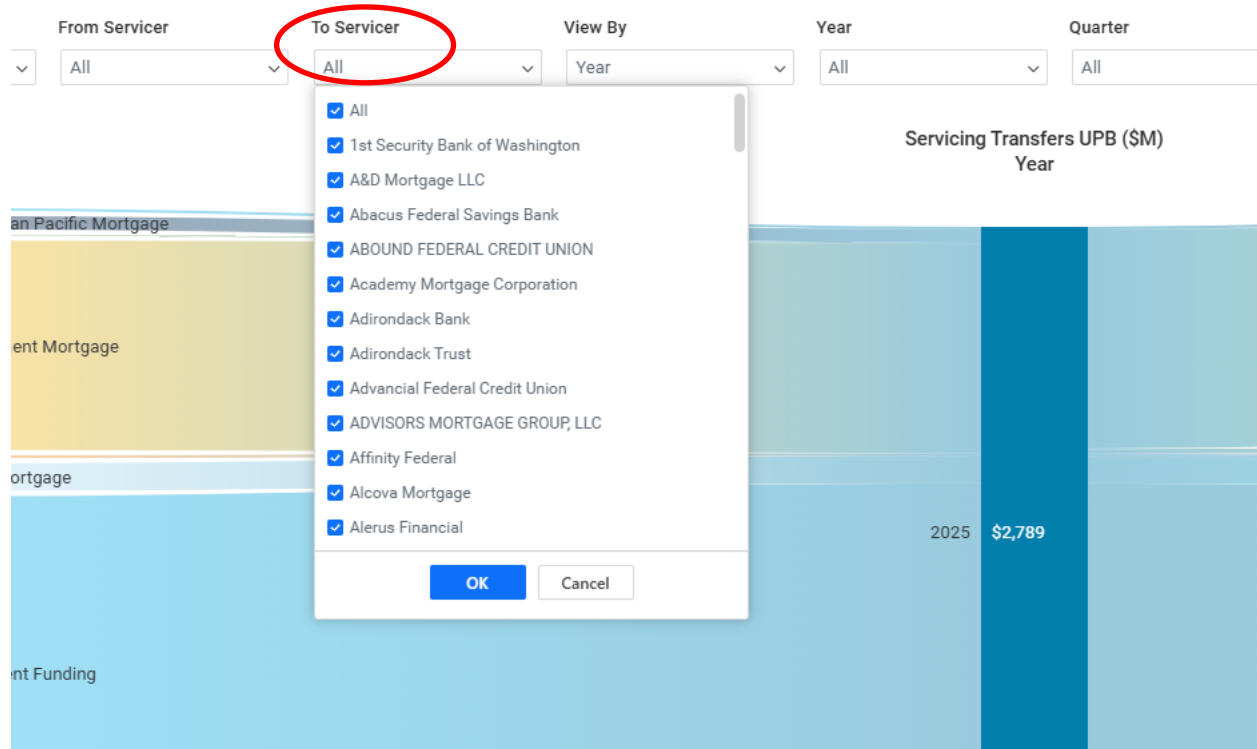 From Servicer To Servicer View By Year Quarter
All All Year All All
All
1st Security Bank of Washington
A&D Mortgage LLC
Abacus Federal Savings Bank
ABOUND FEDERAL CREDIT UNION
Academy Mortgage Corporation
Adirondack Bank
Adirondack Trust
Advancial Federal Credit Union
ADVISORS MORTGAGE GROUP, LLC
Affinity Federal
Alcova Mortgage
Alerus Financial
OK Cancel
Servicing Transfers UPB ($M)
Year
an Pacific Mortgage
ent Mortgage
ortgage
nt Funding
2025 $2,789